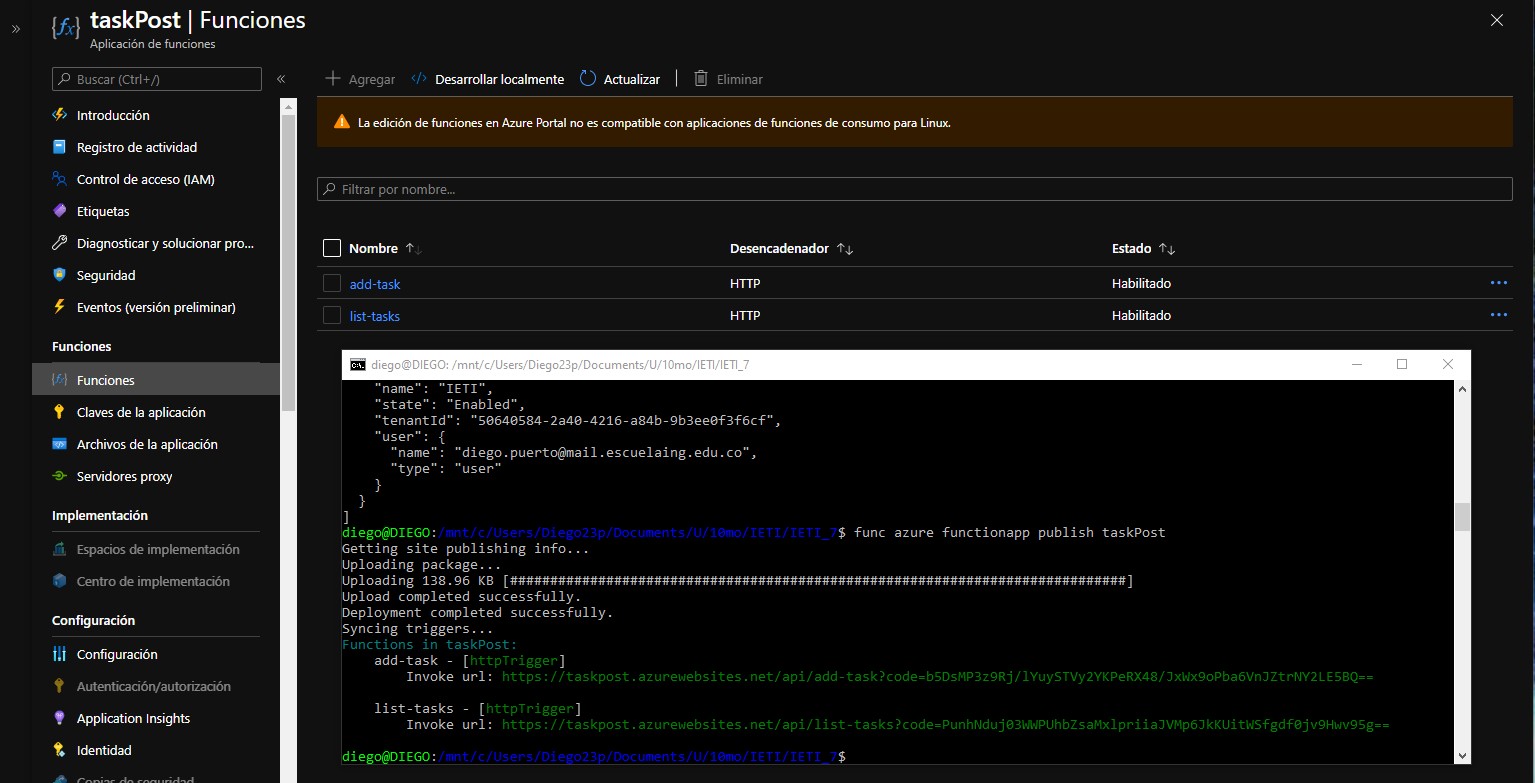 taskPost | Funciones
Aplicación de funciones
Buscar (Ctrl+/)
Introducción
Registro de actividad
Control de acceso (IAM)
Etiquetas
Diagnosticar y solucionar pro...
Seguridad
Eventos (versión preliminar)
Funciones
Funciones
Claves de la aplicación
Archivos de la aplicación
Servidores proxy
Implementación
Espacios de implementación
Centro de implementación
Configuración
Configuración
Autenticación/autorización
Application Insights
Identidad
Copias de seguridad
Agregar Desarrollar localmente Actualizar | Eliminar
La edición de funciones en Azure Portal no es compatible con aplicaciones de funciones de consumo para Linux.
Filtrar por nombre...
Nombre Desencadenador Estado
add-task HTTP Habilitado
list-tasks HTTP Habilitado
diego@DIEGO: /mnt/c/Users/Diego23p/Documents/U/10mo/IETI/IETI_7
"name": "IETI",
"state": "Enabled",
"tenantId": "50640584-2a40-4216-a84b-9b3ee0f3f6cf",
"user": {
"name": "diego.puerto@mail.escuelaing.edu.co",
"type": "user"
}
}
]
diego@DIEGO:/mnt/c/Users/Diego23p/Documents/U/10mo/IETI/IETI_7$ func azure functionapp publish taskPost
Getting site publishing info...
Uploading package...
Uploading 138.96 KB [#############################################################################]
Upload completed successfully.
Deployment completed successfully.
Syncing triggers...
Functions in taskPost:
add-task - [httpTrigger]
Invoke url: https://taskpost.azurewebsites.net/api/add-task?code=b5DsMP3z9Rj/lYuySTVy2YKPeRX48/JxWx9oPba6VnJZtrNY2LE5BQ==
list-tasks - [httpTrigger]
Invoke url: https://taskpost.azurewebsites.net/api/list-tasks?code=PunhNduj03WWPUhbZsaMxlpriiaJVMp6JkKUitWSfgdf0jv9Hwv95g==
diego@DIEGO:/mnt/c/Users/Diego23p/Documents/U/10mo/IETI/IETI_7$